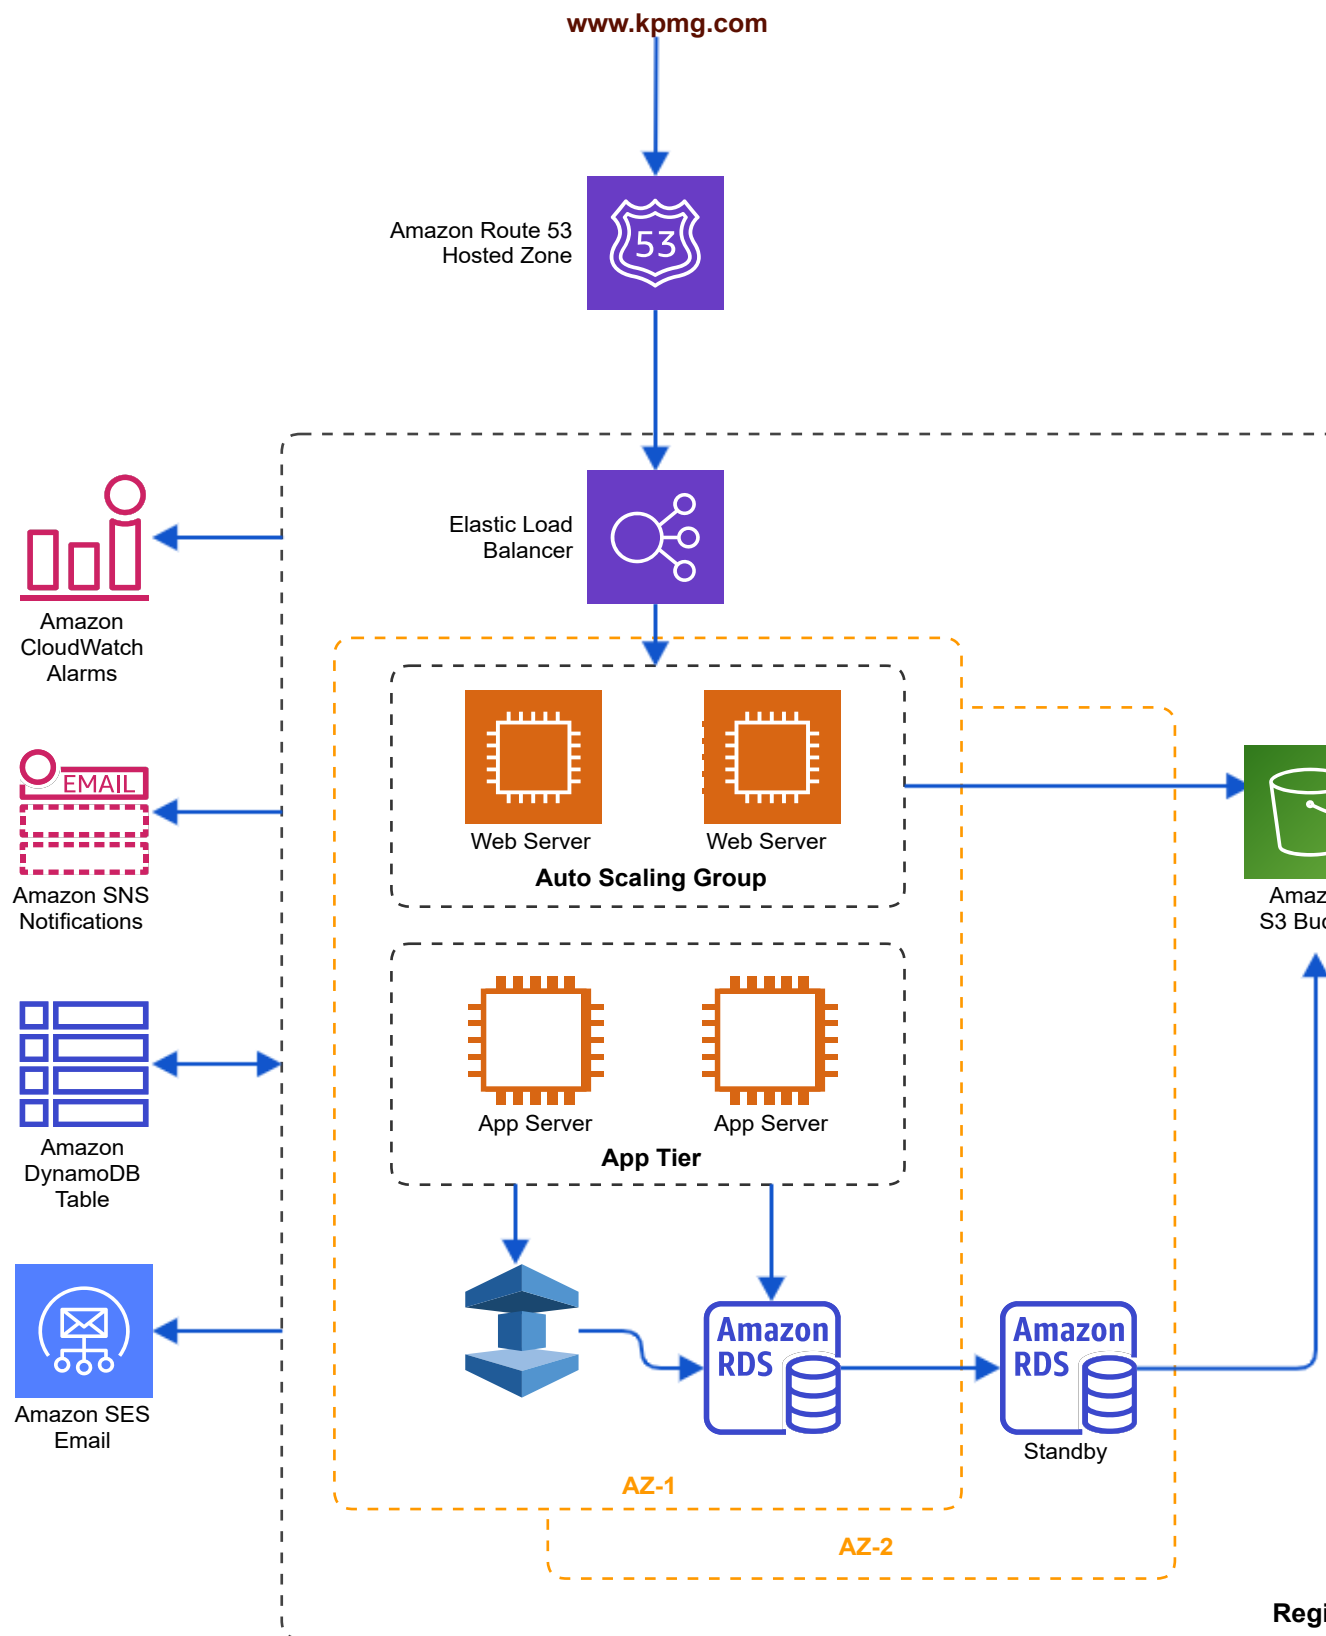 www.kpmg.com
Amazon Route 53
Hosted Zone
53
Elastic Load
Balancer
Amazon
CloudWatch
Alarms
EMAIL
Amazon SNS
Notifications
Amazon
DynamoDB
Table
Amazon SES
Email
Web Server
Web Server
Auto Scaling Group
App Server
App Server
App Tier
Amazon
RDS
Amazon
RDS
Standby
AZ-1
AZ-2
S3